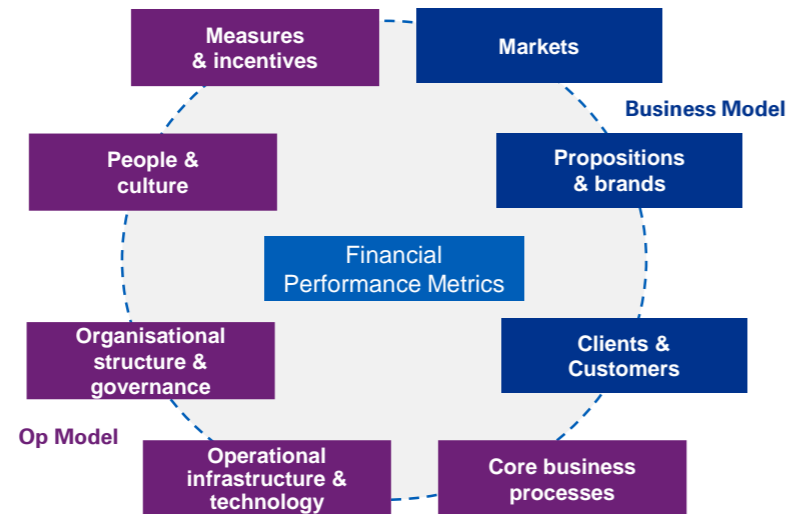 Measures
& incentives
Markets
Business Model
People &
culture
Propositions
& brands
Financial
Performance Metrics
Organisational
structure &
governance
Clients &
Customers
Op Model
Operational
infrastructure &
technology
Core business
processes